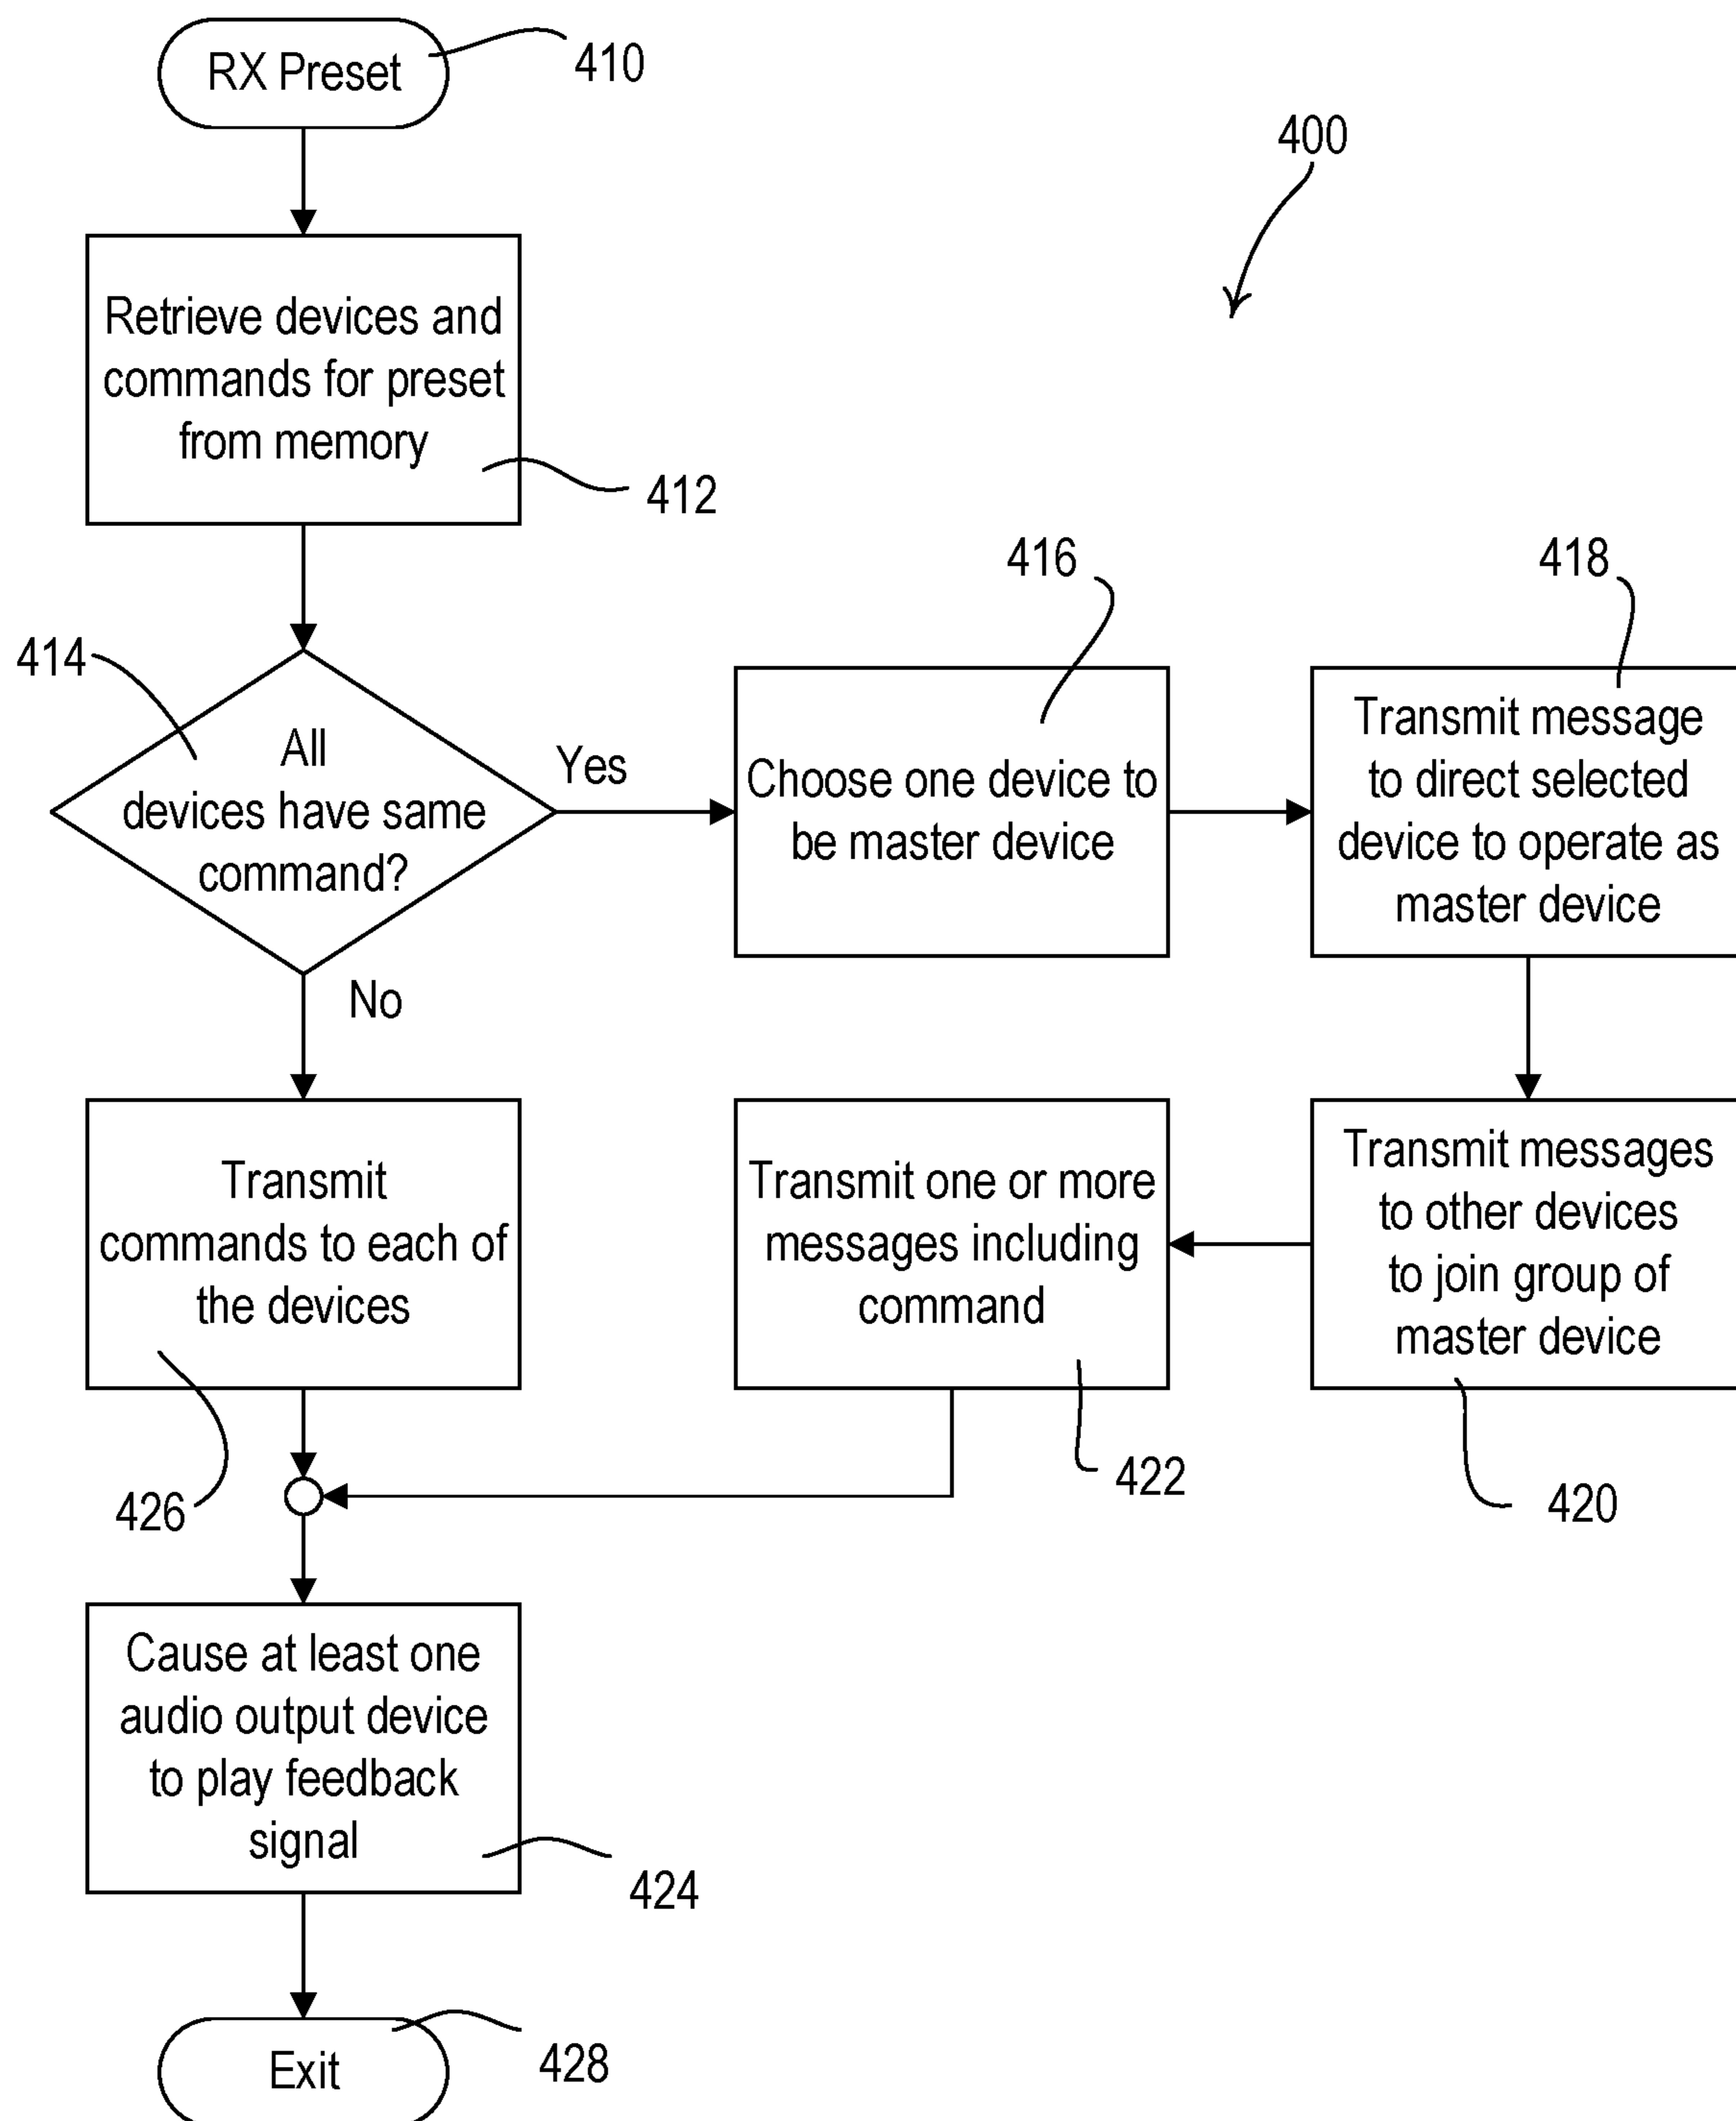 RX Preset
410
400
Retrieve devices and
commands for preset
from memory
412
414
All
devices have same
command?
Yes
No
416
Choose one device to
be master device
418
Transmit message
to direct selected
device to operate as
master device
Transmit messages
to other devices
to join group of
master device
420
Transmit one or more
messages including
command
422
Transmit
commands to each of
the devices
426
Cause at least one
audio output device
to play feedback
signal
424
Exit
428